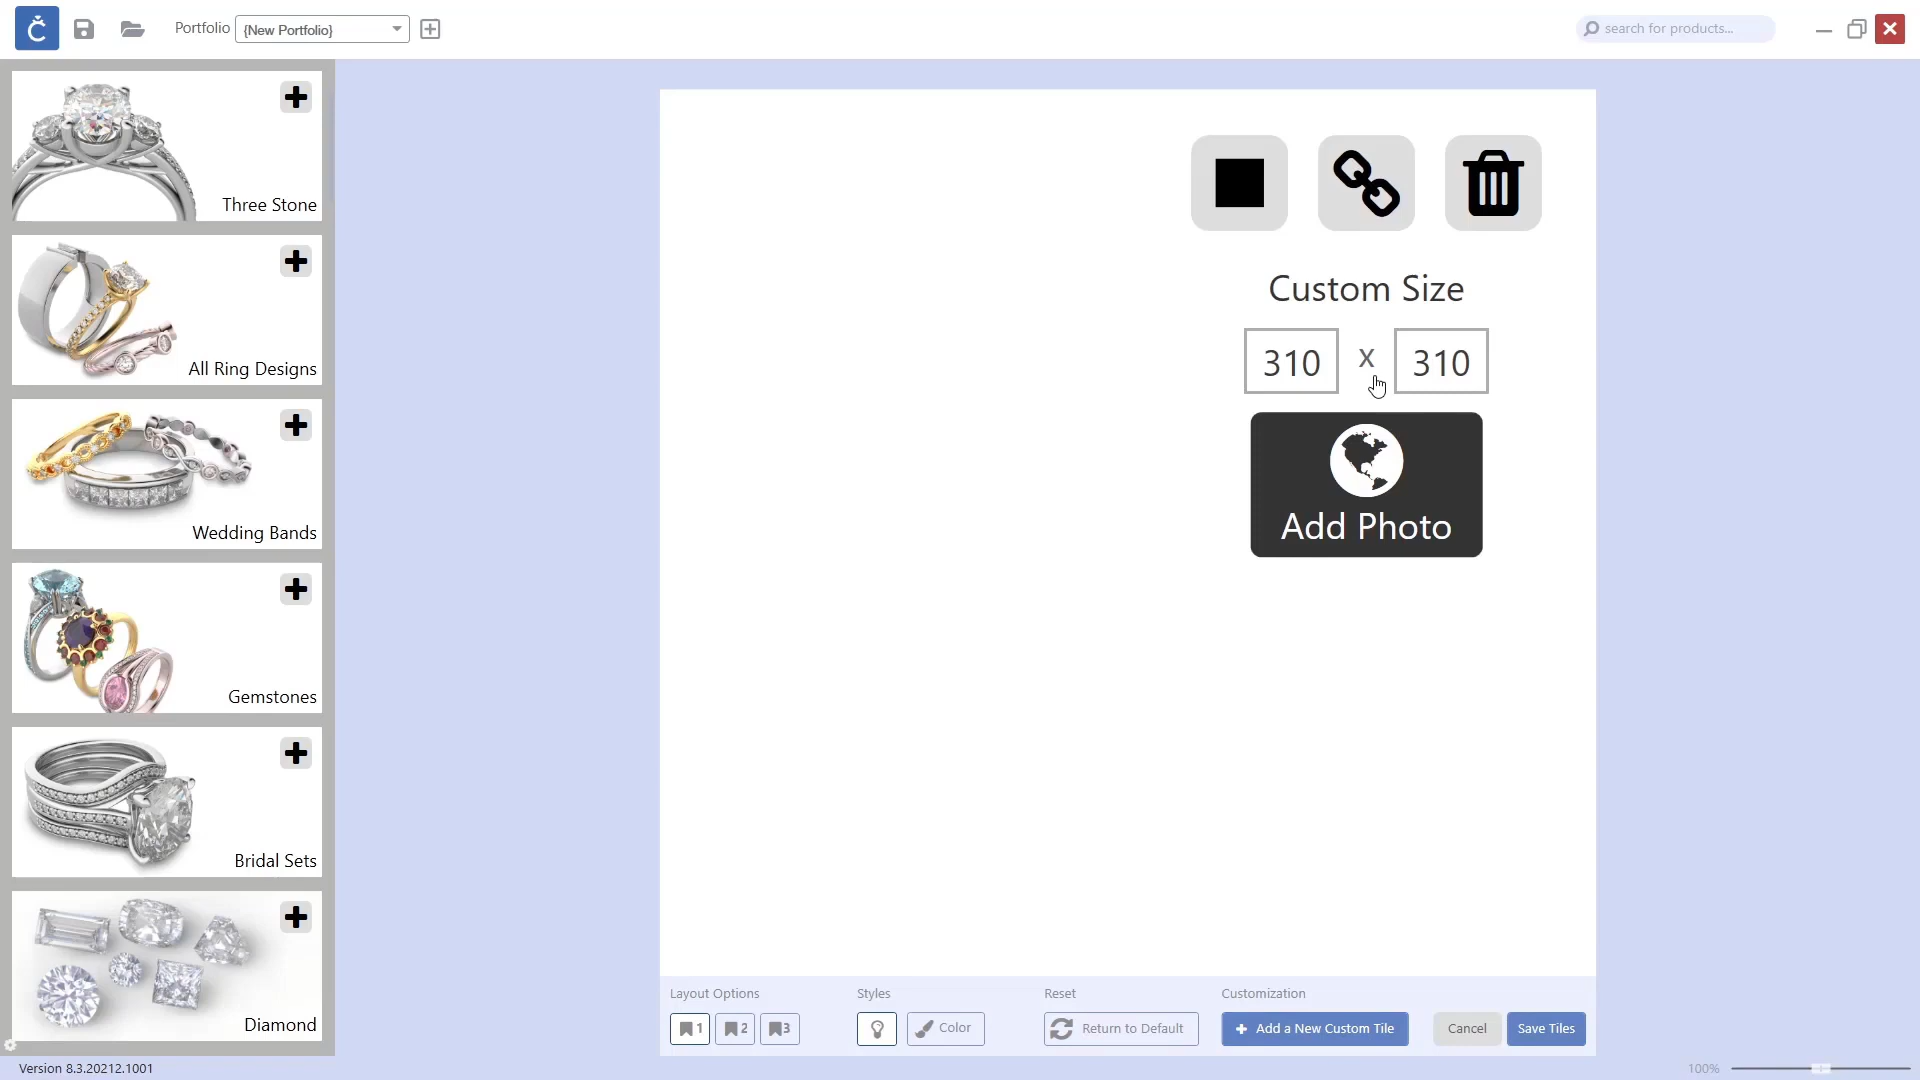 Č
Portfolio {New Portfolio}
search for products...
Three Stone
All Ring Designs
Wedding Bands
Gemstones
Bridal Sets
Diamond
Custom Size
310 x 310
Add Photo
Layout Options Styles Reset Customization
1 2 3 Color Return to Default Add a New Custom Tile Cancel Save Tiles
Version 8.3.20212.1001 100%